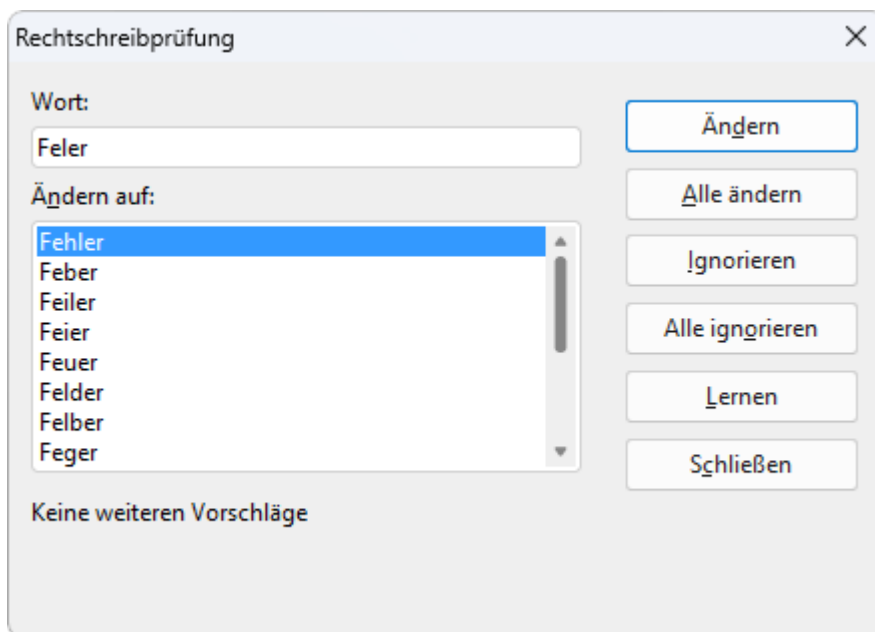 Rechtschreibprüfung
Wort:
Feler
Ändern auf:
Fehler
Feber
Feiler
Feier
Feuer
Felder
Felber
Feger
Keine weiteren Vorschläge
Ändern
Alle ändern
Ignorieren
Alle ignorieren
Lernen
Schließen